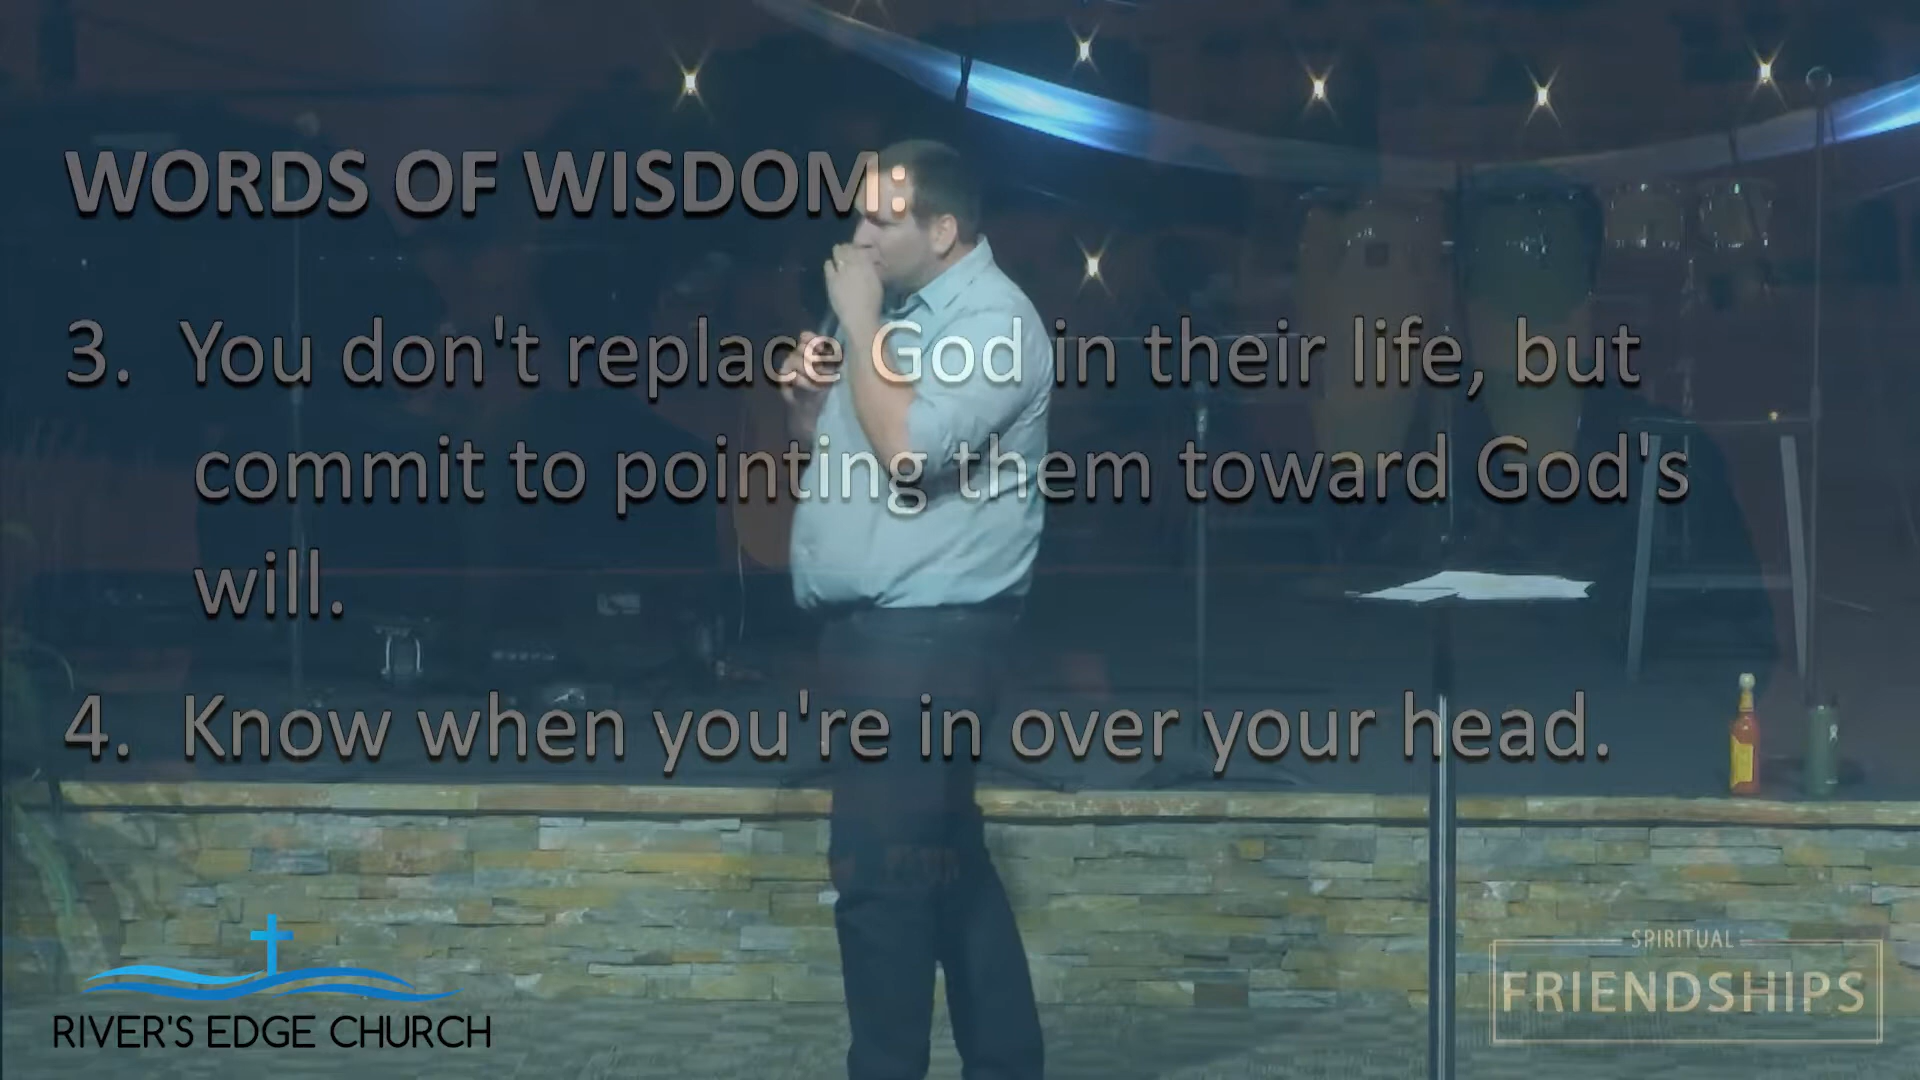 WORDS OF WISDOM:
3. You don't replace God in their life, but
commit to pointing them toward God's
will.
4. Know when you're in over your head.
RIVER'S EDGE CHURCH
SPIRITUAL
FRIENDSHIPS